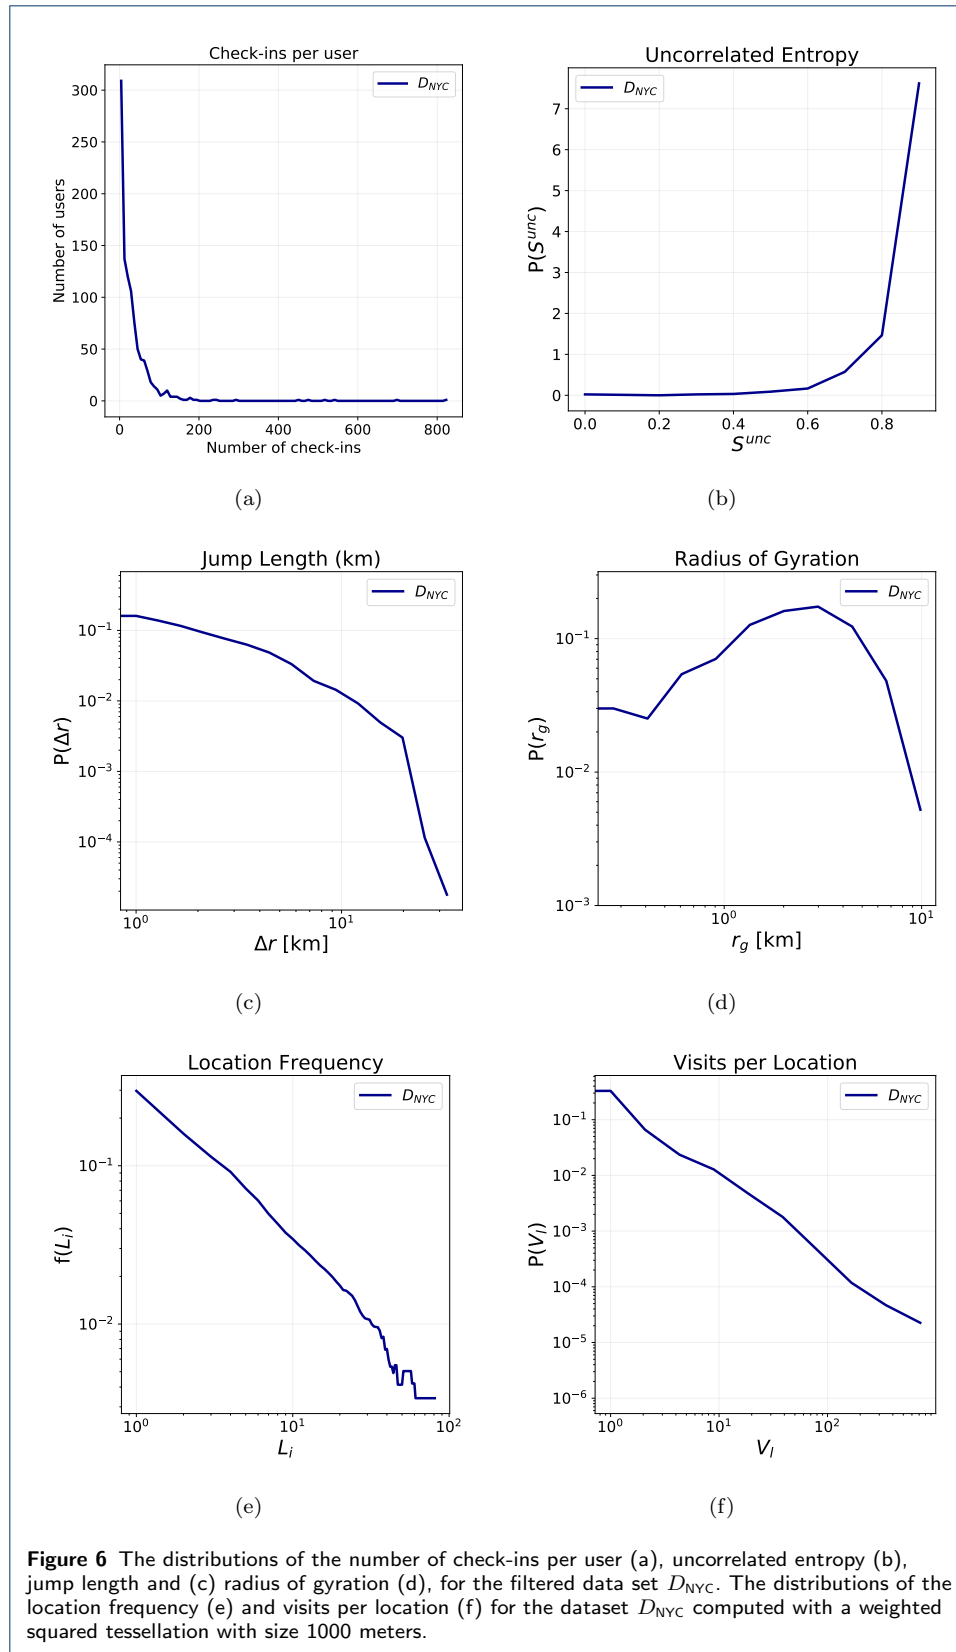 Check-ins per user
D_NYC
300
250
200
150
100
50
0
Number of users
0 200 400 600 800
Number of check-ins
(a)
Uncorrelated Entropy
D_NYC
7
6
5
4
3
2
1
0
P(S^unc)
0.0 0.2 0.4 0.6 0.8
S^unc
(b)
Jump Length (km)
D_NYC
10^-1
10^-2
10^-3
10^-4
P(Δr)
10^0 10^1
Δr [km]
(c)
Radius of Gyration
D_NYC
10^-1
10^-2
10^-3
P(r_g)
10^0 10^1
r_g [km]
(d)
Location Frequency
D_NYC
10^-1
10^-2
f(L_i)
10^0 10^1 10^2
L_i
(e)
Visits per Location
D_NYC
10^-1
10^-2
10^-3
10^-4
10^-5
10^-6
P(V_l)
10^0 10^1 10^2
V_l
(f)
Figure 6 The distributions of the number of check-ins per user (a), uncorrelated entropy (b),
jump length and (c) radius of gyration (d), for the filtered data set D_NYC. The distributions of the
location frequency (e) and visits per location (f) for the dataset D_NYC computed with a weighted
squared tessellation with size 1000 meters.